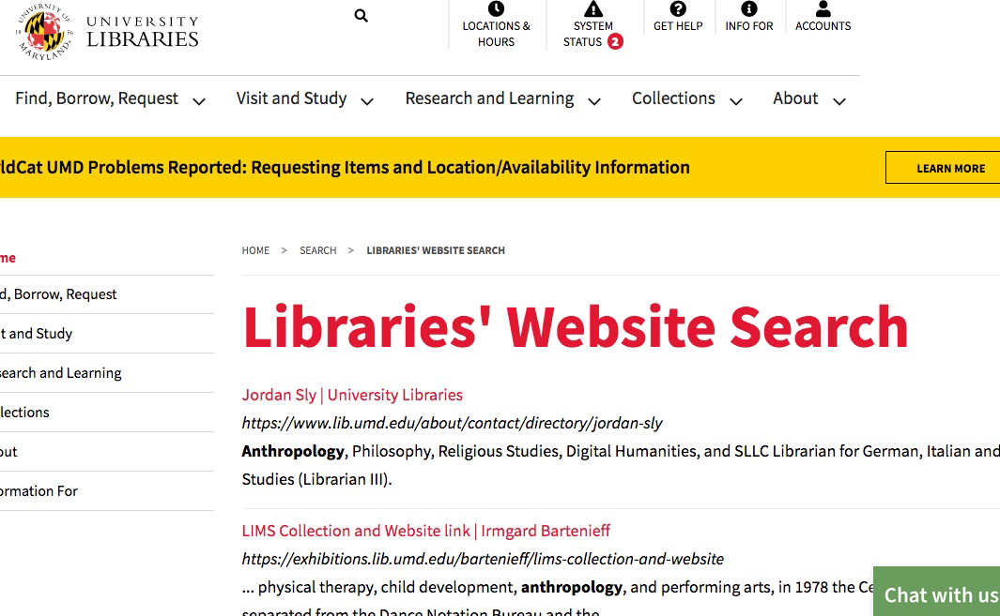 UNIVERSITY OF
18 56
MARYLAND
UNIVERSITY
LIBRARIES
LOCATIONS &
HOURS
SYSTEM
STATUS 2
GET HELP
INFO FOR
ACCOUNTS
Find, Borrow, Request
Visit and Study
Research and Learning
Collections
About
ldCat UMD Problems Reported: Requesting Items and Location/Availability Information
LEARN MORE
me
d, Borrow, Request
t and Study
earch and Learning
lections
out
ormation For
HOME > SEARCH > LIBRARIES' WEBSITE SEARCH
Libraries' Website Search
Jordan Sly | University Libraries
https://www.lib.umd.edu/about/contact/directory/jordan-sly
Anthropology, Philosophy, Religious Studies, Digital Humanities, and SLLC Librarian for German, Italian and
Studies (Librarian III).
LIMS Collection and Website link | Irmgard Bartenieff
https://exhibitions.lib.umd.edu/bartenieff/lims-collection-and-website
... physical therapy, child development, anthropology, and performing arts, in 1978 the Ce
separated from the Dance Notation Bureau and the
Chat with us